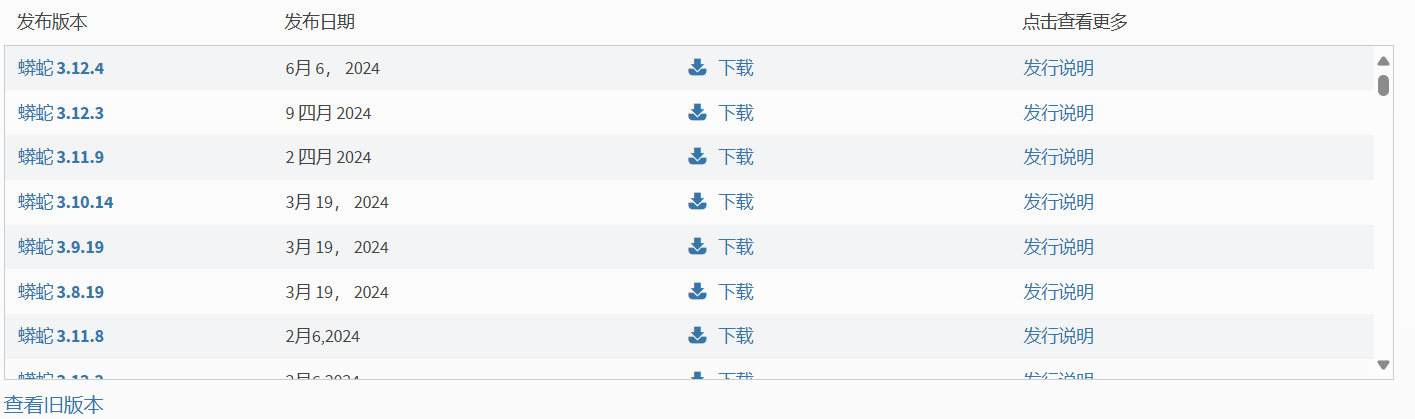 发布版本 发布日期 点击查看更多
蟒蛇 3.12.4 6月 6， 2024 下载 发行说明
蟒蛇 3.12.3 9 四月 2024 下载 发行说明
蟒蛇 3.11.9 2 四月 2024 下载 发行说明
蟒蛇 3.10.14 3月 19， 2024 下载 发行说明
蟒蛇 3.9.19 3月 19， 2024 下载 发行说明
蟒蛇 3.8.19 3月 19， 2024 下载 发行说明
蟒蛇 3.11.8 2月6,2024 下载 发行说明
蟒蛇 下载 发行说明
查看旧版本